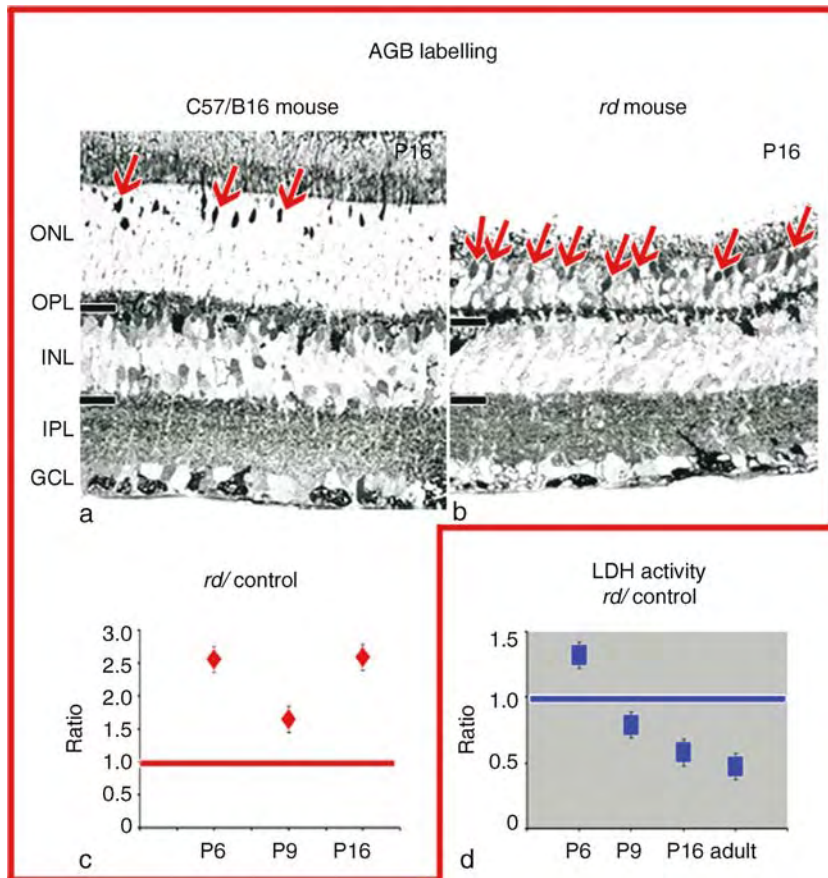 AGB labelling
C57/B16 mouse
rd mouse
P16
P16
ONL
OPL
INL
IPL
GCL
a
b
rd/ control
3.0
2.5
2.0
1.5
1.0
0.5
0
Ratio
P6 P9 P16
c
LDH activity
rd/ control
1.5
1.0
0.5
0
Ratio
P6 P9 P16 adult
d